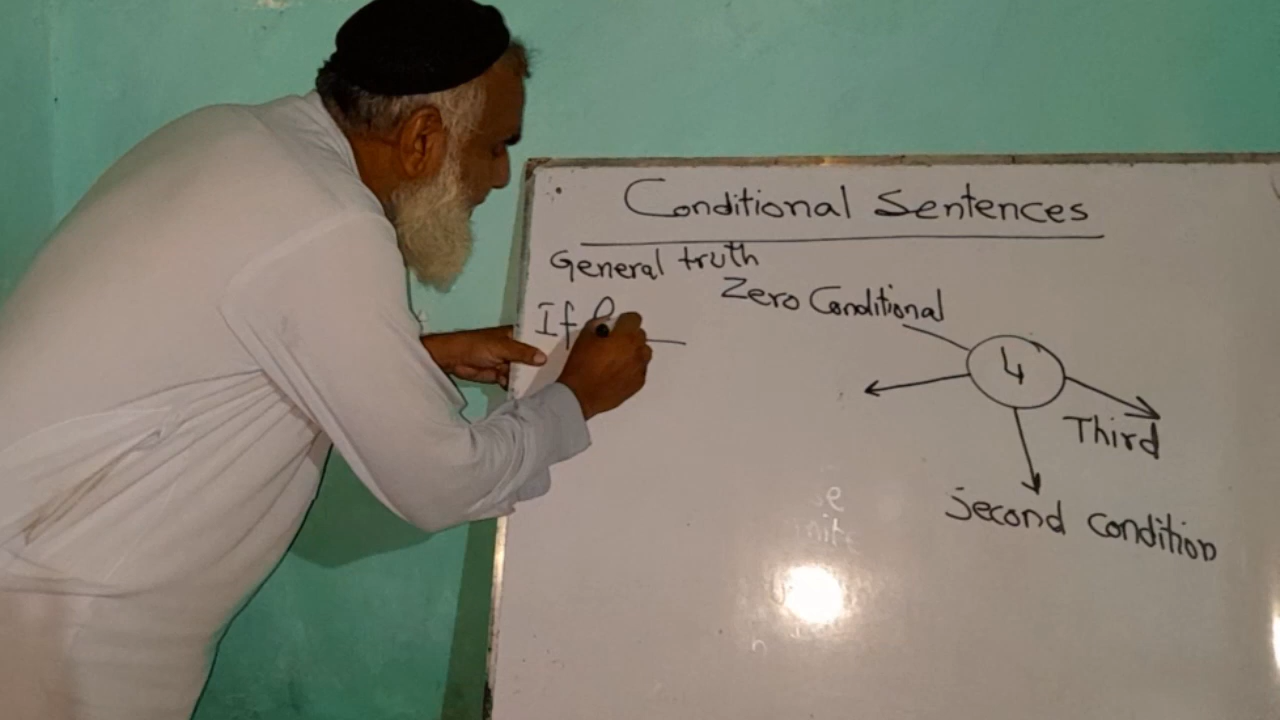 Conditional Sentences
General truth
Zero Conditional
If
4
Third
Second condition